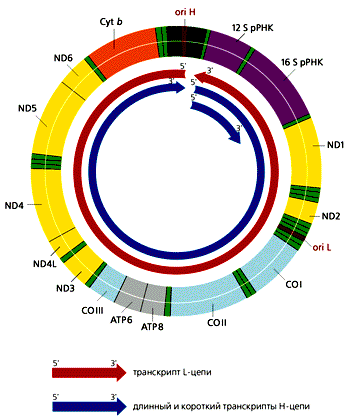 ori H
Cyt b
12 S рРНК
16 S рРНК
ND6
ND5
ND1
ND4
ND2
ori L
ND4L
ND3
COIII
ATP6
ATP8
COII
COI
5′
3′
3′
5′
5′
3′
5′ 3′
транскрипт L-цепи
5′ 3′
длинный и короткий транскрипты Н-цепи